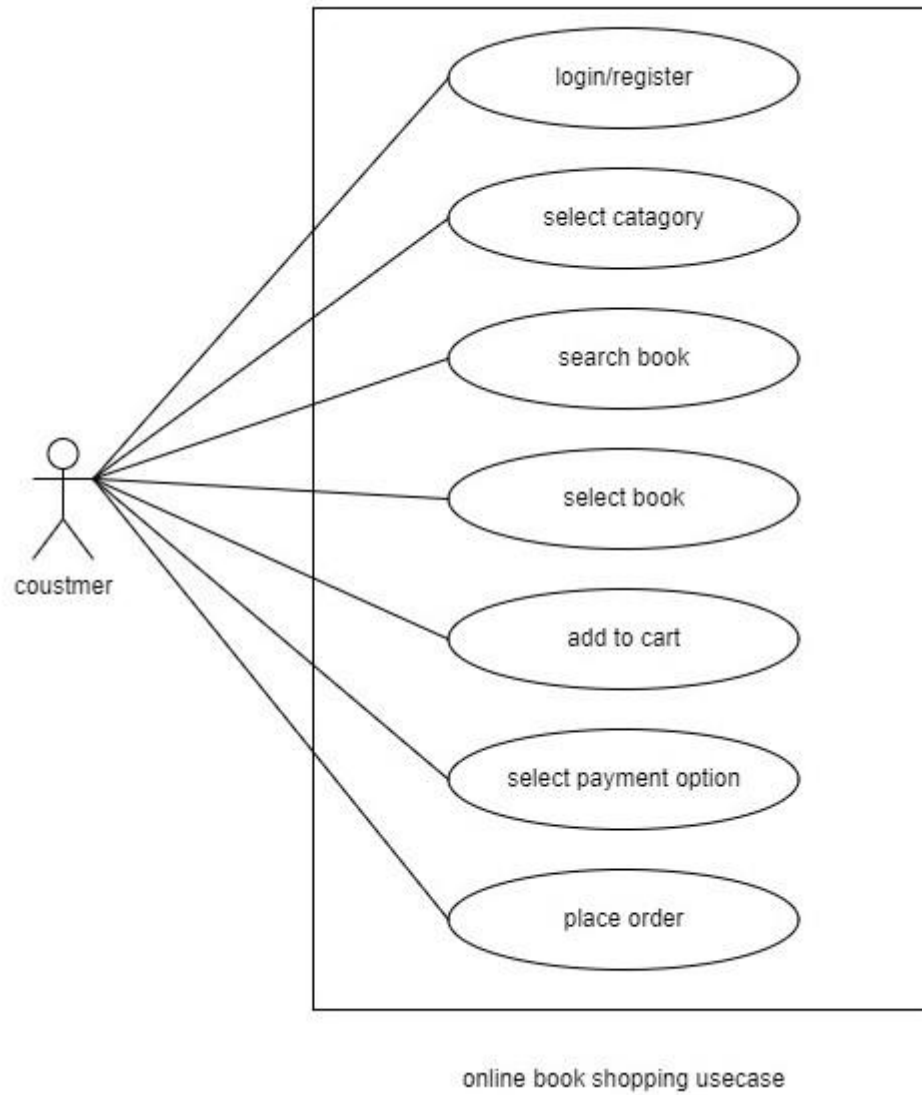 login/register
select catagory
search book
select book
coustmer
add to cart
select payment option
place order
online book shopping usecase